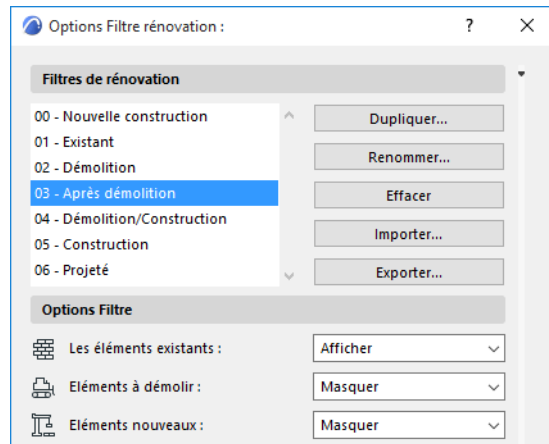 Options Filtre rénovation :
?
Filtres de rénovation
00 - Nouvelle construction
01 - Existant
02 - Démolition
03 - Après démolition
04 - Démolition/Construction
05 - Construction
06 - Projeté
Dupliquer...
Renommer...
Effacer
Importer...
Exporter...
Options Filtre
Les éléments existants : Afficher
Eléments à démolir : Masquer
Eléments nouveaux : Masquer